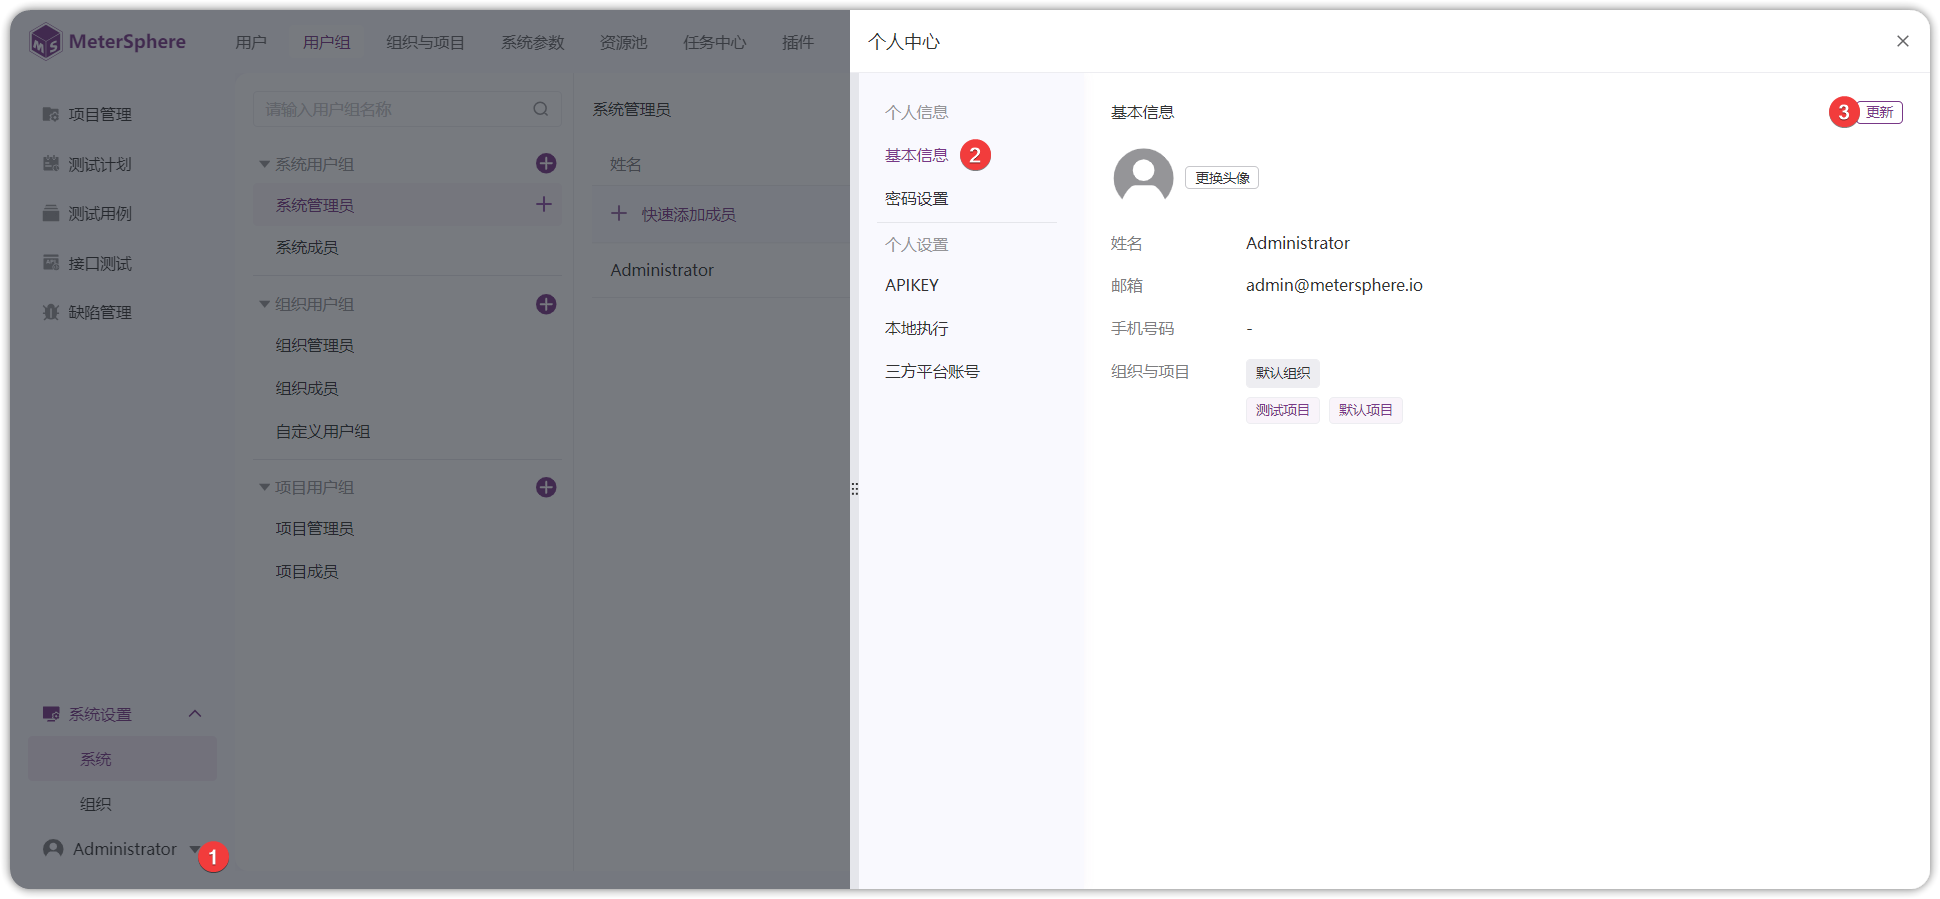 MeterSphere
用户
用户组
组织与项目
系统参数
资源池
任务中心
插件
项目管理
测试计划
测试用例
接口测试
缺陷管理
系统设置
系统
组织
Administrator
1
请输入用户组名称
系统用户组
系统管理员
系统成员
组织用户组
组织管理员
组织成员
自定义用户组
项目用户组
项目管理员
项目成员
系统管理员
姓名
快速添加成员
Administrator
个人中心
个人信息
基本信息 2
密码设置
个人设置
APIKEY
本地执行
三方平台账号
基本信息
3 更新
更换头像
姓名 Administrator
邮箱 admin@metersphere.io
手机号码 -
组织与项目 默认组织
测试项目 默认项目